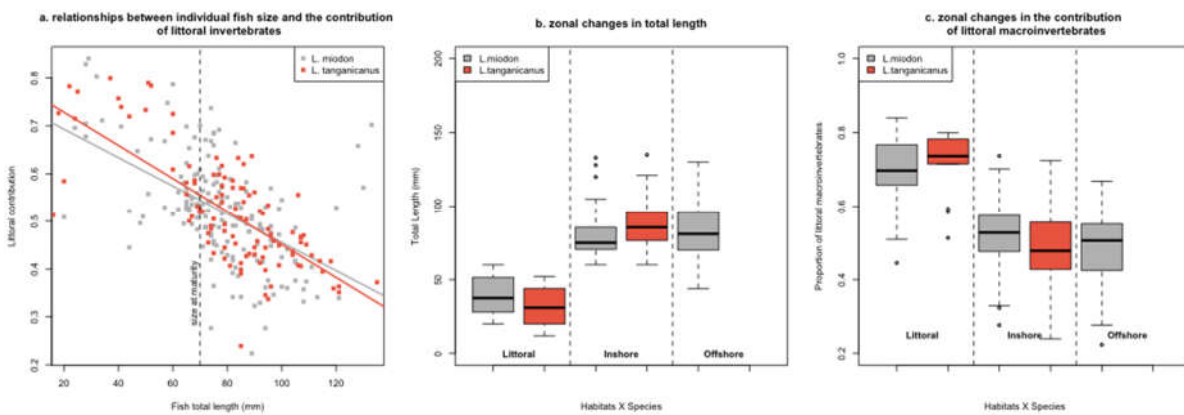 a. relationships between individual fish size and the contribution
of littoral invertebrates
L. miodon
L. tanganicanus
size at maturity
Littoral contribution
0.2
0.3
0.4
0.5
0.6
0.7
0.8
20
40
60
80
100
120
Fish total length (mm)
b. zonal changes in total length
L.miodon
L.tanganicanus
Total Length (mm)
0
50
100
150
200
Littoral
Inshore
Offshore
Habitats X Species
c. zonal changes in the contribution
of littoral macroinvertebrates
L.miodon
L.tanganicanus
Proportion of littoral macroinvertebrates
0.2
0.4
0.6
0.8
1.0
Littoral
Inshore
Offshore
Habitats X Species